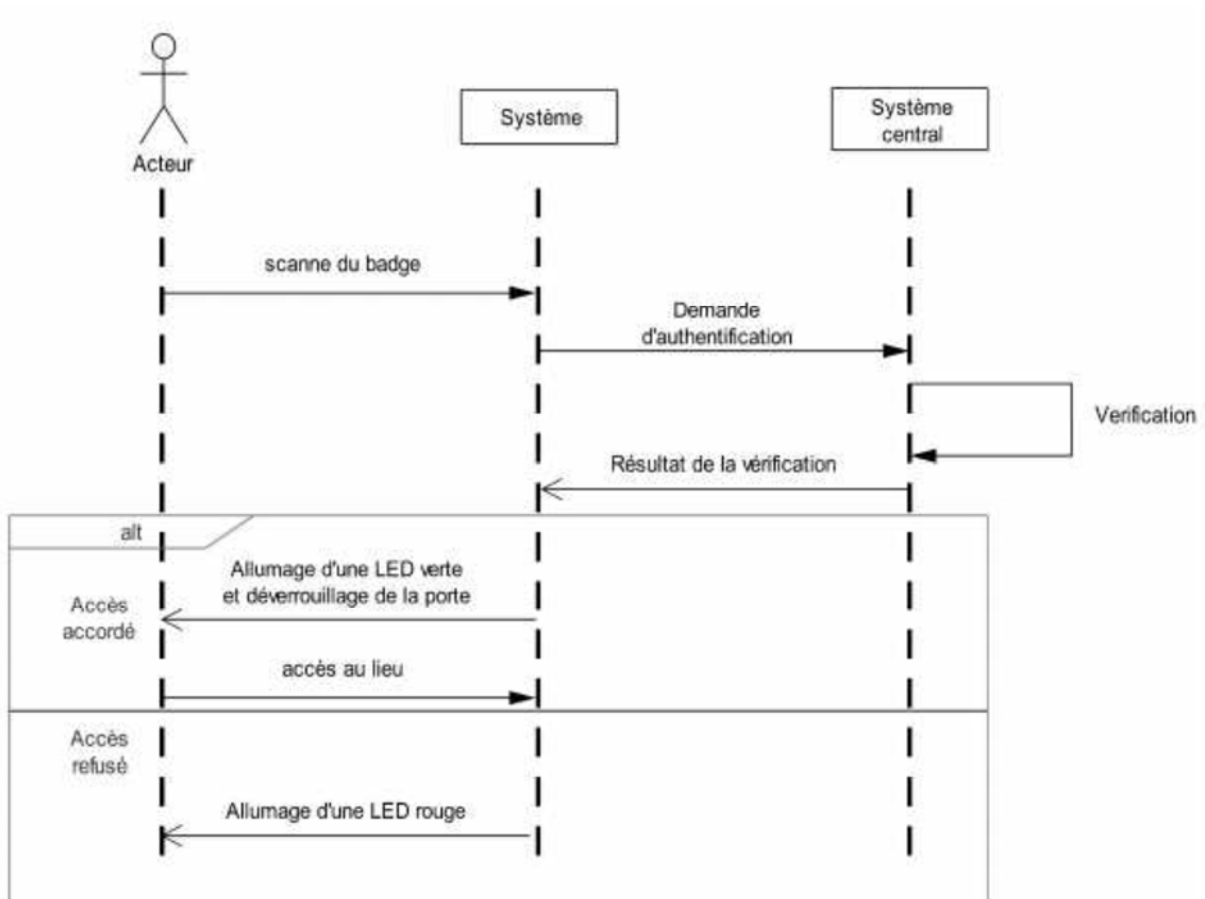 Acteur
Système
Système
central
scanne du badge
Demande
d'authentification
Verification
Résultat de la vérification
alt
Allumage d'une LED verte
et déverrouillage de la porte
Accès
accordé
accès au lieu
Accès
refusé
Allumage d'une LED rouge